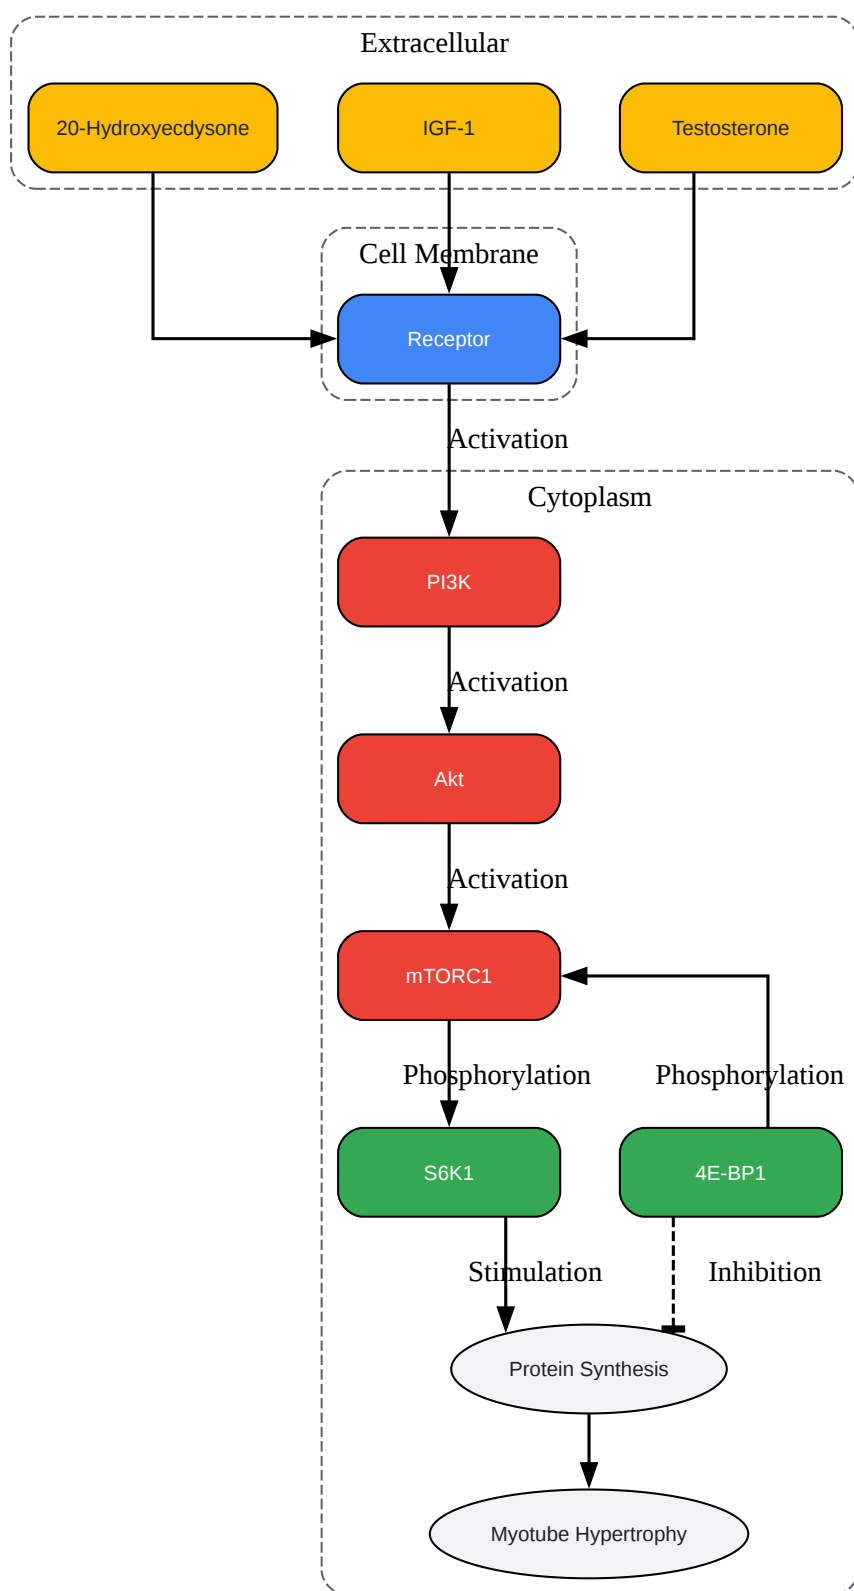 Extracellular
20-Hydroxyecdysone
IGF-1
Testosterone
Cell Membrane
Receptor
Activation
Cytoplasm
PI3K
Activation
Akt
Activation
mTORC1
Phosphorylation
Phosphorylation
S6K1
4E-BP1
Stimulation
Inhibition
Protein Synthesis
Myotube Hypertrophy